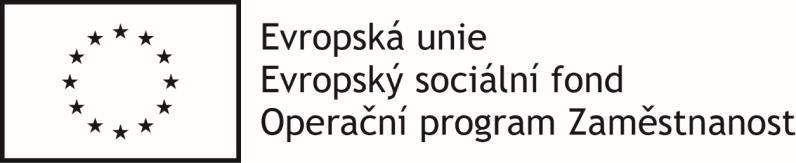 Evropská unie
Evropský sociální fond
Operační program Zaměstnanost